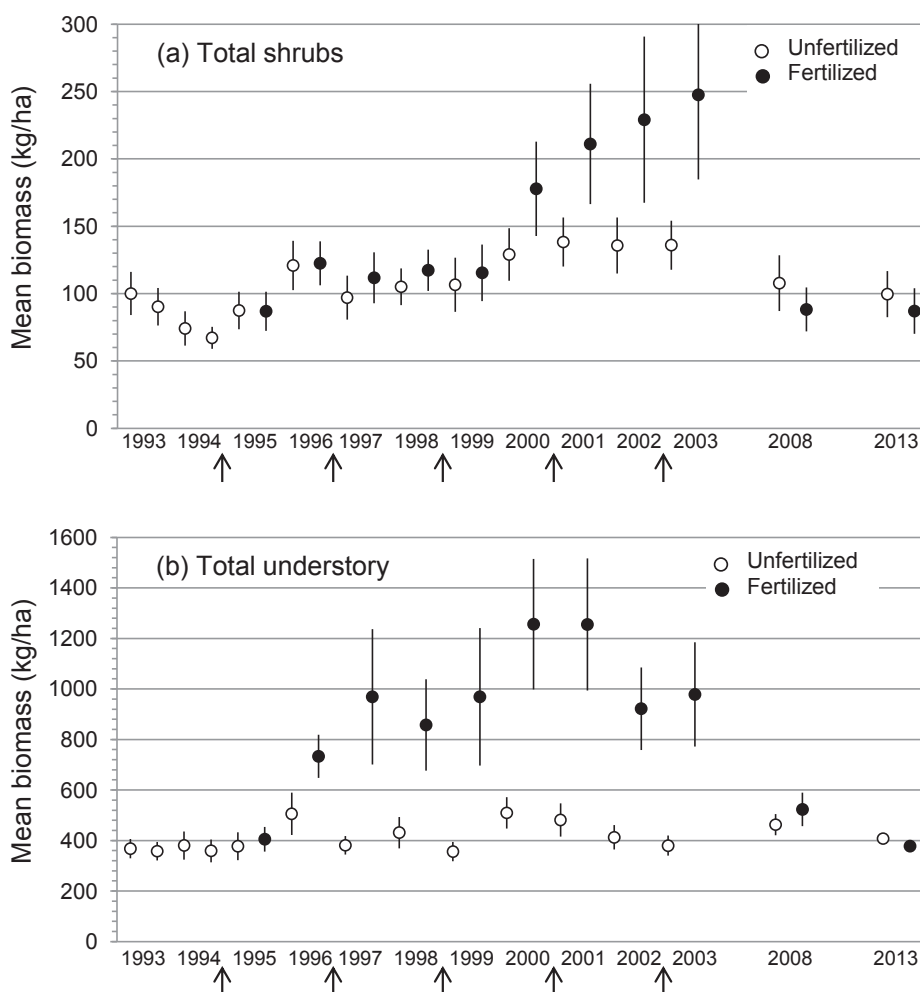 300
(a) Total shrubs
Unfertilized
Fertilized
250
200
150
100
50
0
Mean biomass (kg/ha)
1993 1994 1995 1996 1997 1998 1999 2000 2001 2002 2003 2008 2013
1600
(b) Total understory
Unfertilized
Fertilized
1400
1200
1000
800
600
400
200
0
Mean biomass (kg/ha)
1993 1994 1995 1996 1997 1998 1999 2000 2001 2002 2003 2008 2013